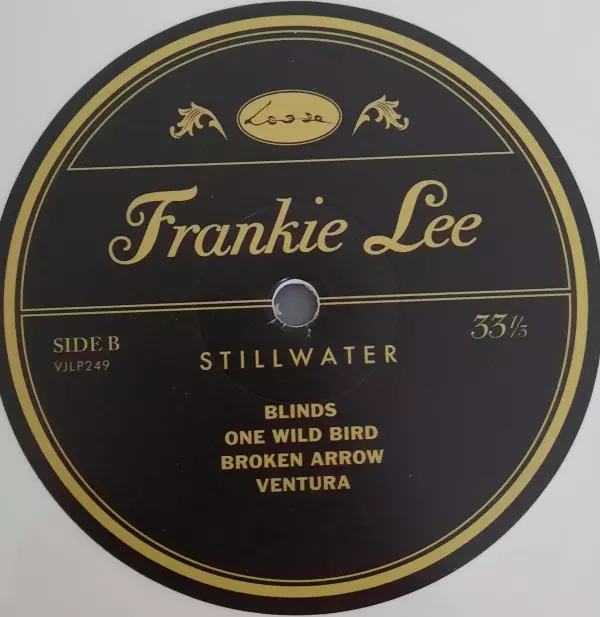 Loose
Frankie Lee
SIDE B
VJLP249
33⅓
STILLWATER
BLINDS
ONE WILD BIRD
BROKEN ARROW
VENTURA